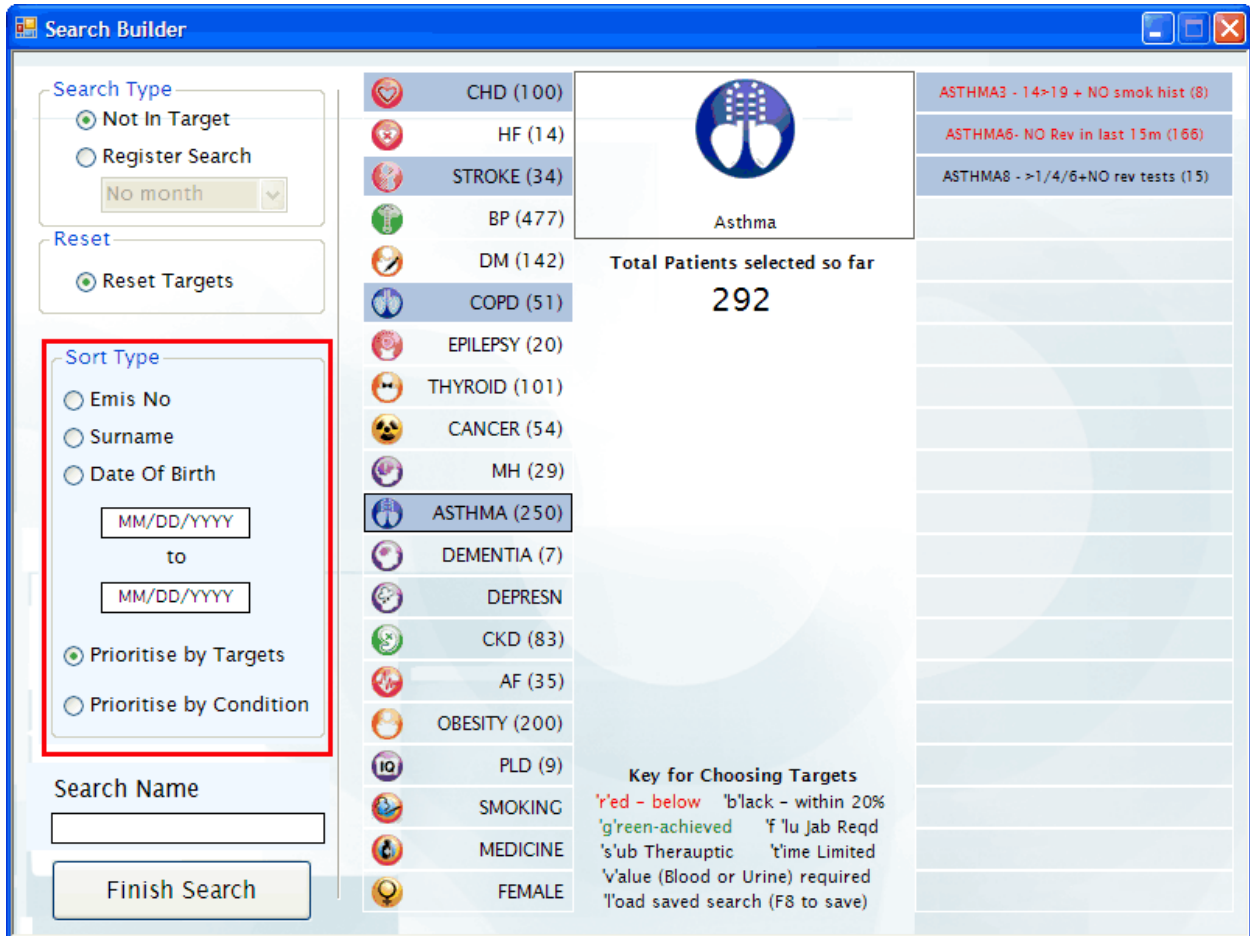 Search Builder
Search Type
Not In Target
Register Search
No month
Reset
Reset Targets
Sort Type
Emis No
Surname
Date Of Birth
MM/DD/YYYY
to
MM/DD/YYYY
Prioritise by Targets
Prioritise by Condition
Search Name
Finish Search
CHD (100)
HF (14)
STROKE (34)
BP (477)
DM (142)
COPD (51)
EPILEPSY (20)
THYROID (101)
CANCER (54)
MH (29)
ASTHMA (250)
DEMENTIA (7)
DEPRESN
CKD (83)
AF (35)
OBESITY (200)
IQ PLD (9)
SMOKING
MEDICINE
FEMALE
Asthma
Total Patients selected so far
292
Key for Choosing Targets
'r'ed - below 'b'lack - within 20%
'g'reen-achieved 'f 'lu Jab Reqd
's'ub Therauptic 't'ime Limited
'v'alue (Blood or Urine) required
'l'oad saved search (F8 to save)
ASTHMA3 - 14>19 + NO smok hist (8)
ASTHMA6- NO Rev in last 15m (166)
ASTHMA8 - >1/4/6+NO rev tests (15)